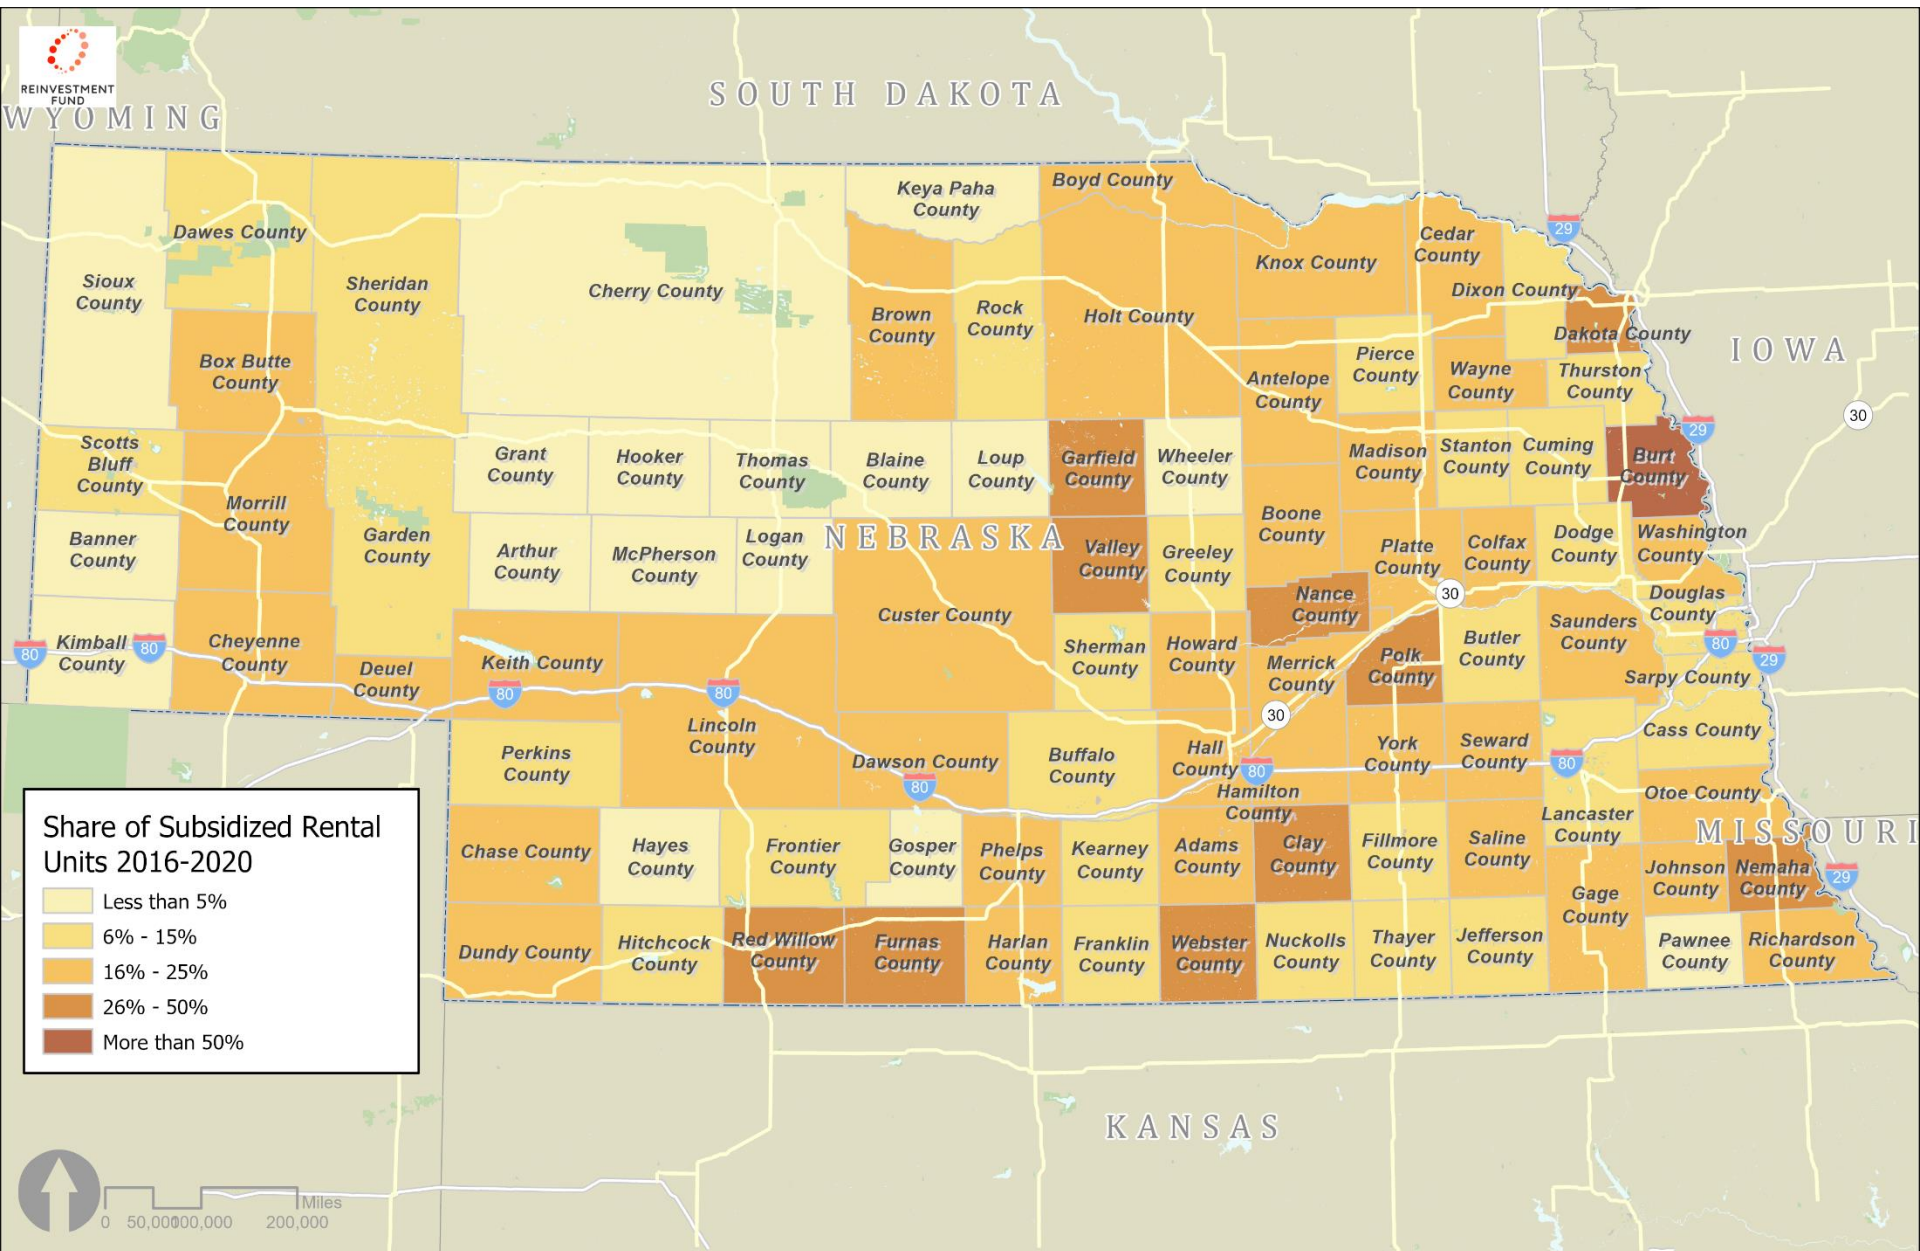 REINVESTMENT
FUND
WYOMING
SOUTH DAKOTA
IOWA
NEBRASKA
MISSOURI
KANSAS
Keya Paha
County
Boyd County
Dawes County
Sioux
County
Sheridan
County
Cherry County
Brown
County
Rock
County
Holt County
Knox County
Cedar
County
Dixon County
Dakota County
Box Butte
County
Antelope
County
Pierce
County
Wayne
County
Thurston
County
Scotts
Bluff
County
Morrill
County
Garden
County
Grant
County
Hooker
County
Thomas
County
Blaine
County
Loup
County
Garfield
County
Wheeler
County
Madison
County
Stanton
County
Cuming
County
Burt
County
Banner
County
Arthur
County
McPherson
County
Logan
County
Valley
County
Greeley
County
Boone
County
Platte
County
Colfax
County
Dodge
County
Washington
County
Kimball
County
Cheyenne
County
Deuel
County
Keith County
Custer County
Sherman
County
Howard
County
Nance
County
Merrick
County
Polk
County
Butler
County
Saunders
County
Douglas
County
Sarpy County
Perkins
County
Lincoln
County
Dawson County
Buffalo
County
Hall
County
Hamilton
County
York
County
Seward
County
Cass County
Otoe County
Lancaster
County
Chase County
Hayes
County
Frontier
County
Gosper
County
Phelps
County
Kearney
County
Adams
County
Clay
County
Fillmore
County
Saline
County
Gage
County
Johnson
County
Nemaha
County
Dundy County
Hitchcock
County
Red Willow
County
Furnas
County
Harlan
County
Franklin
County
Webster
County
Nuckolls
County
Thayer
County
Jefferson
County
Pawnee
County
Richardson
County
29
29
29
29
30
30
30
80
80
80
80
80
80
80
80
Share of Subsidized Rental
Units 2016-2020
Less than 5%
6% - 15%
16% - 25%
26% - 50%
More than 50%
Miles
0 50,000 100,000 200,000